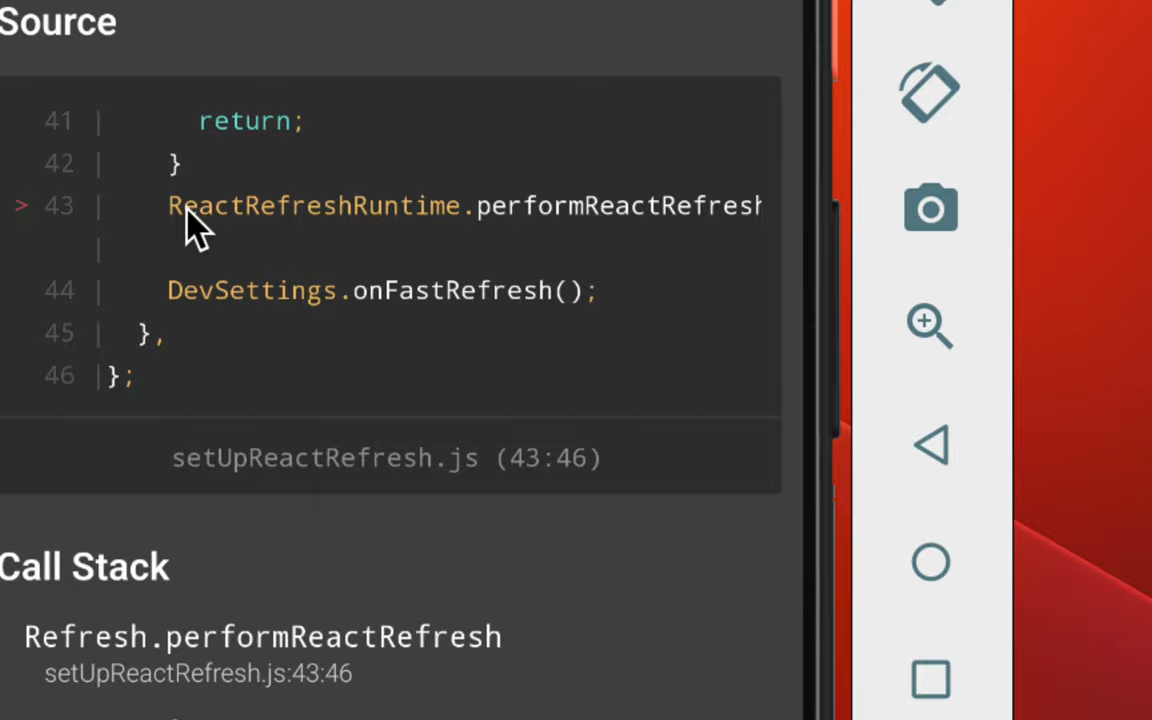 Source
41 | return;
42 | }
> 43 | ReactRefreshRuntime.performReactRefresh
|
44 | DevSettings.onFastRefresh();
45 | },
46 |};
setUpReactRefresh.js (43:46)
Call Stack
Refresh.performReactRefresh
setUpReactRefresh.js:43:46